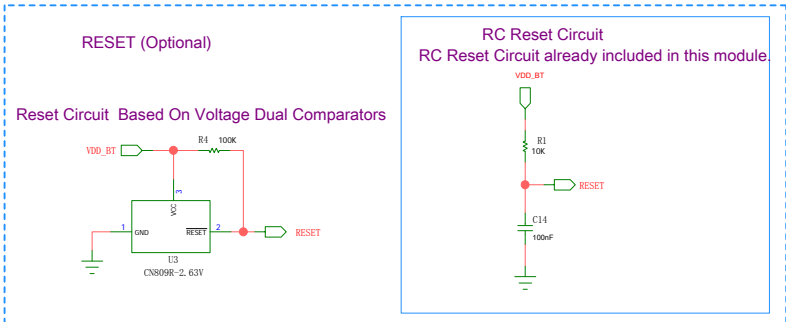 RESET (Optional)
Reset Circuit  Based On Voltage Dual Comparators
R4 100K
VDD_BT
3
VCC
1 GND RESET 2
RESET
U3
CN809R-2.63V
RC Reset Circuit
RC Reset Circuit already included in this module.
VDD_BT
R1
10K
RESET
C14
100nF